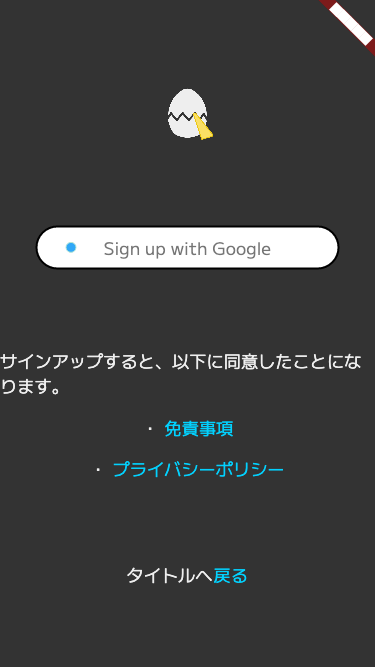 Sign up with Google
サインアップすると、以下に同意したことにな
ります。
・ 免責事項
・ プライバシーポリシー
タイトルへ戻る